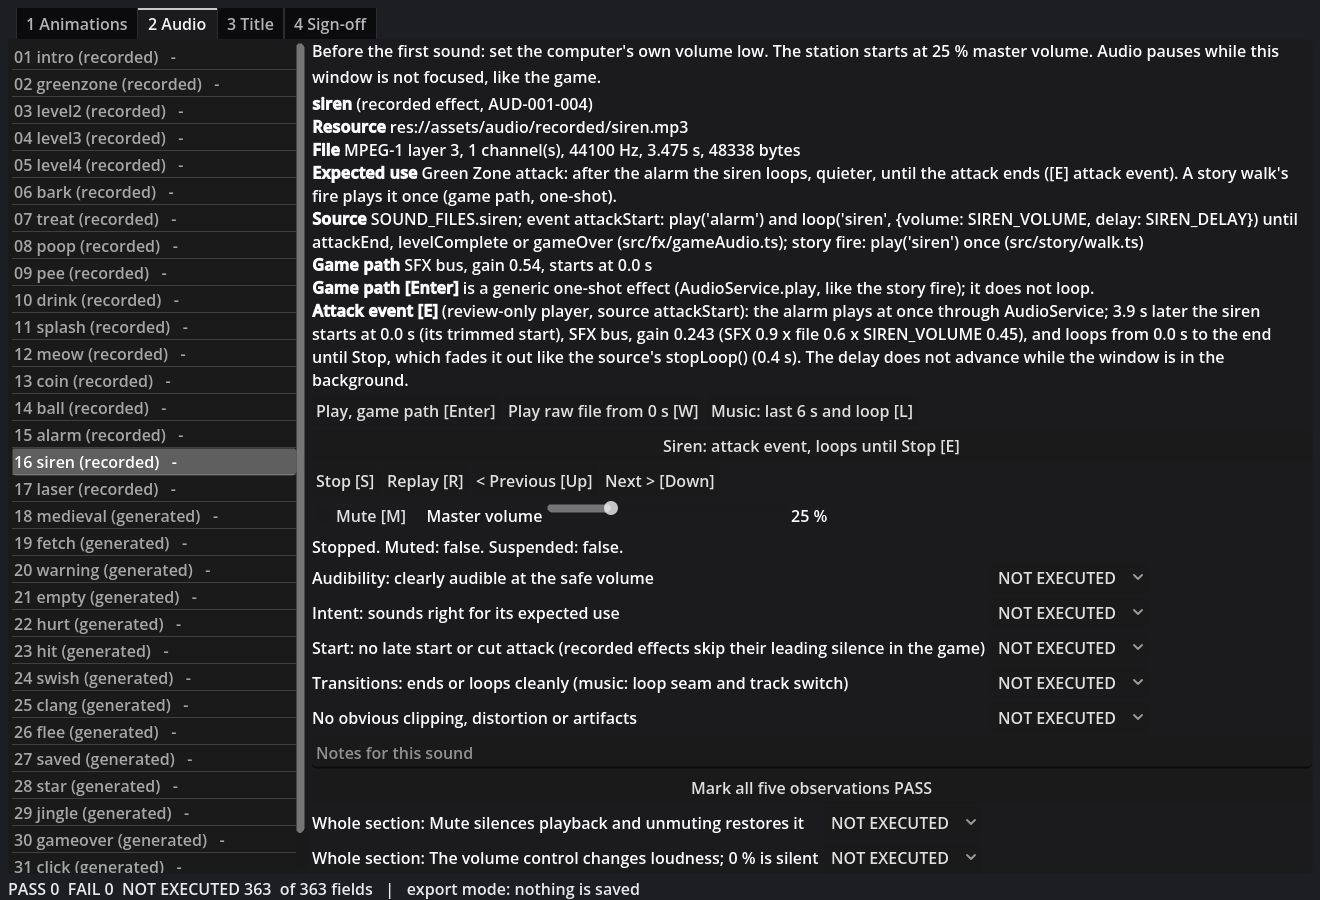 1 Animations
2 Audio
3 Title
4 Sign-off
01 intro (recorded) -
02 greenzone (recorded) -
03 level2 (recorded) -
04 level3 (recorded) -
05 level4 (recorded) -
06 bark (recorded) -
07 treat (recorded) -
08 poop (recorded) -
09 pee (recorded) -
10 drink (recorded) -
11 splash (recorded) -
12 meow (recorded) -
13 coin (recorded) -
14 ball (recorded) -
15 alarm (recorded) -
16 siren (recorded) -
17 laser (recorded) -
18 medieval (generated) -
19 fetch (generated) -
20 warning (generated) -
21 empty (generated) -
22 hurt (generated) -
23 hit (generated) -
24 swish (generated) -
25 clang (generated) -
26 flee (generated) -
27 saved (generated) -
28 star (generated) -
29 jingle (generated) -
30 gameover (generated) -
31 click (generated) -
Before the first sound: set the computer's own volume low. The station starts at 25 % master volume. Audio pauses while this
window is not focused, like the game.
siren (recorded effect, AUD-001-004)
Resource res://assets/audio/recorded/siren.mp3
File MPEG-1 layer 3, 1 channel(s), 44100 Hz, 3.475 s, 48338 bytes
Expected use Green Zone attack: after the alarm the siren loops, quieter, until the attack ends ([E] attack event). A story walk's
fire plays it once (game path, one-shot).
Source SOUND_FILES.siren; event attackStart: play('alarm') and loop('siren', {volume: SIREN_VOLUME, delay: SIREN_DELAY}) until
attackEnd, levelComplete or gameOver (src/fx/gameAudio.ts); story fire: play('siren') once (src/story/walk.ts)
Game path SFX bus, gain 0.54, starts at 0.0 s
Game path [Enter] is a generic one-shot effect (AudioService.play, like the story fire); it does not loop.
Attack event [E] (review-only player, source attackStart): the alarm plays at once through AudioService; 3.9 s later the siren
starts at 0.0 s (its trimmed start), SFX bus, gain 0.243 (SFX 0.9 x file 0.6 x SIREN_VOLUME 0.45), and loops from 0.0 s to the end
until Stop, which fades it out like the source's stopLoop() (0.4 s). The delay does not advance while the window is in the
background.
Play, game path [Enter] Play raw file from 0 s [W] Music: last 6 s and loop [L]
Siren: attack event, loops until Stop [E]
Stop [S] Replay [R] < Previous [Up] Next > [Down]
Mute [M] Master volume 25 %
Stopped. Muted: false. Suspended: false.
Audibility: clearly audible at the safe volume NOT EXECUTED
Intent: sounds right for its expected use NOT EXECUTED
Start: no late start or cut attack (recorded effects skip their leading silence in the game) NOT EXECUTED
Transitions: ends or loops cleanly (music: loop seam and track switch) NOT EXECUTED
No obvious clipping, distortion or artifacts NOT EXECUTED
Notes for this sound
Mark all five observations PASS
Whole section: Mute silences playback and unmuting restores it NOT EXECUTED
Whole section: The volume control changes loudness; 0 % is silent NOT EXECUTED
PASS 0 FAIL 0 NOT EXECUTED 363 of 363 fields | export mode: nothing is saved